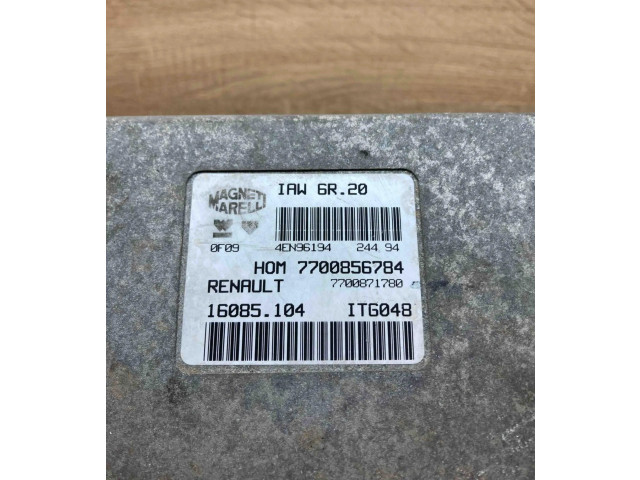 MAGNETI
MARELLI
IAW 6R.20
0F09 4EN96194 244 94
HOM 7700856784
RENAULT 7700871780
16085.104 ITG048